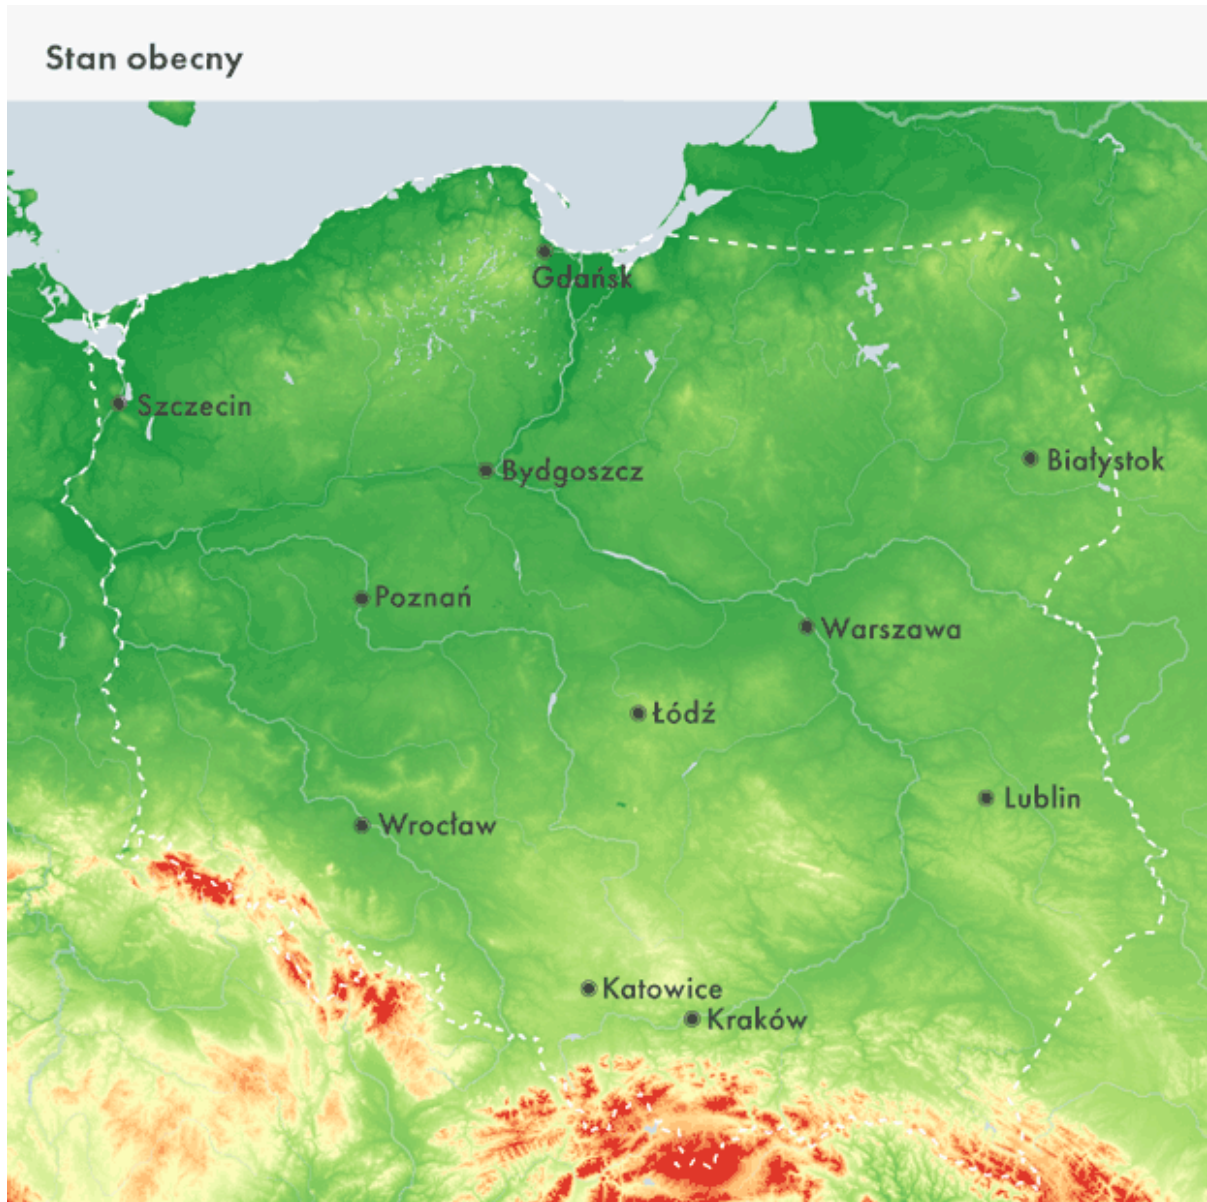 Stan obecny
Gdańsk
Szczecin
Bydgoszcz
Białystok
Poznań
Warszawa
Łódź
Lublin
Wrocław
Katowice
Kraków